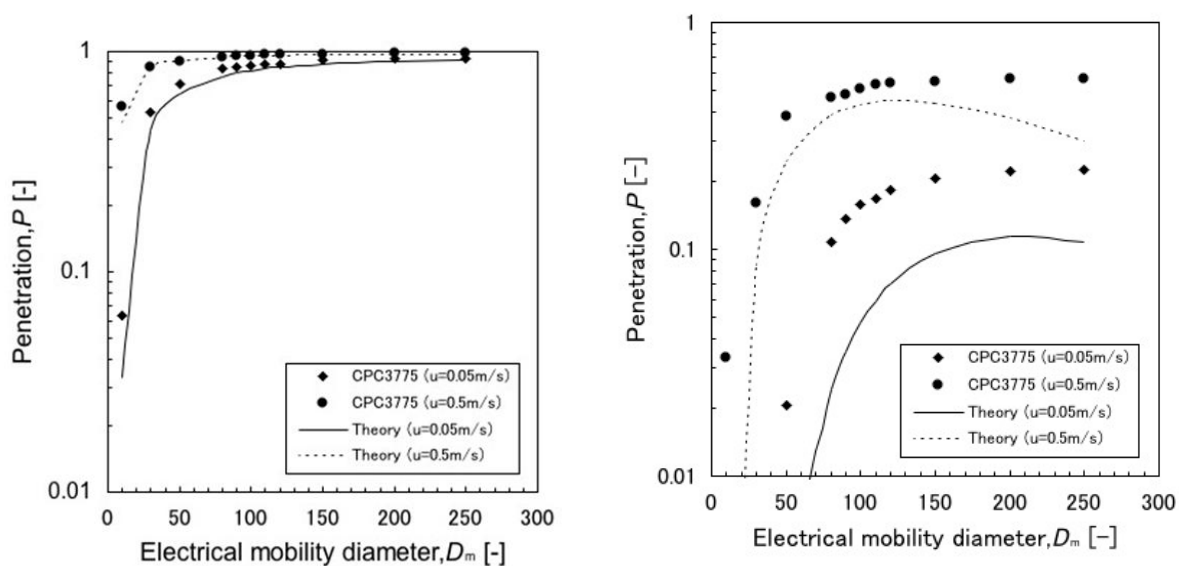 1
0.1
0.01
Penetration,P [-]
CPC3775 (u=0.05m/s)
CPC3775 (u=0.5m/s)
Theory (u=0.05m/s)
Theory (u=0.5m/s)
0 50 100 150 200 250 300
Electrical mobility diameter,Dm [-]
1
0.1
0.01
Penetration,P [−]
CPC3775 (u=0.05m/s)
CPC3775 (u=0.5m/s)
Theory (u=0.05m/s)
Theory (u=0.5m/s)
0 50 100 150 200 250 300
Electrical mobility diameter,Dm [−]